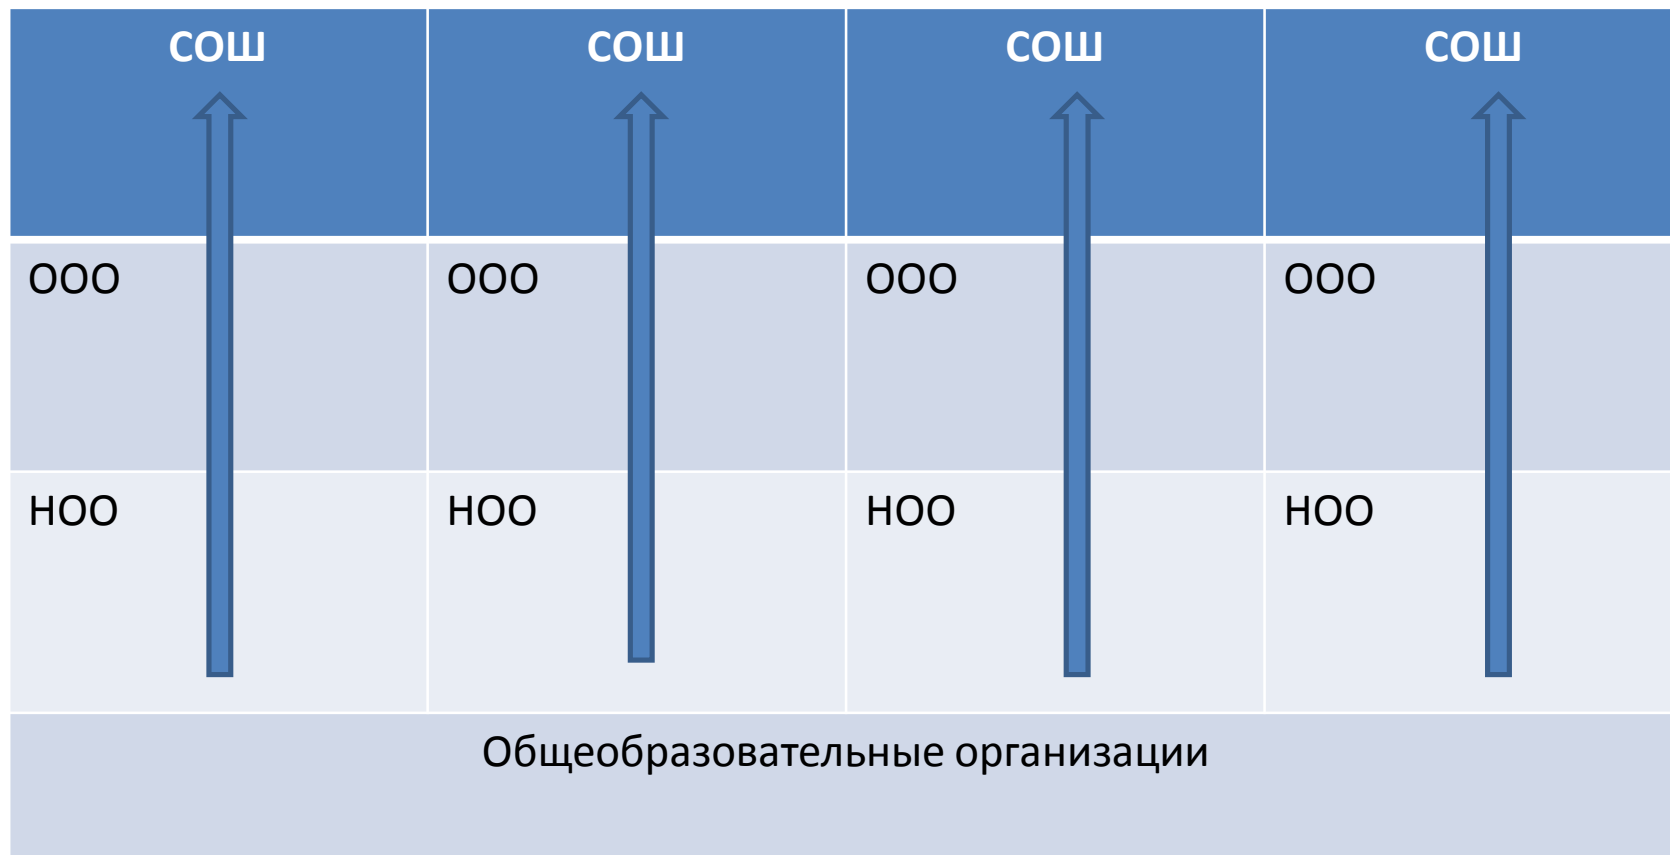 СОШ СОШ СОШ СОШ
ООО ООО ООО ООО
НОО НОО НОО НОО
Общеобразовательные организации